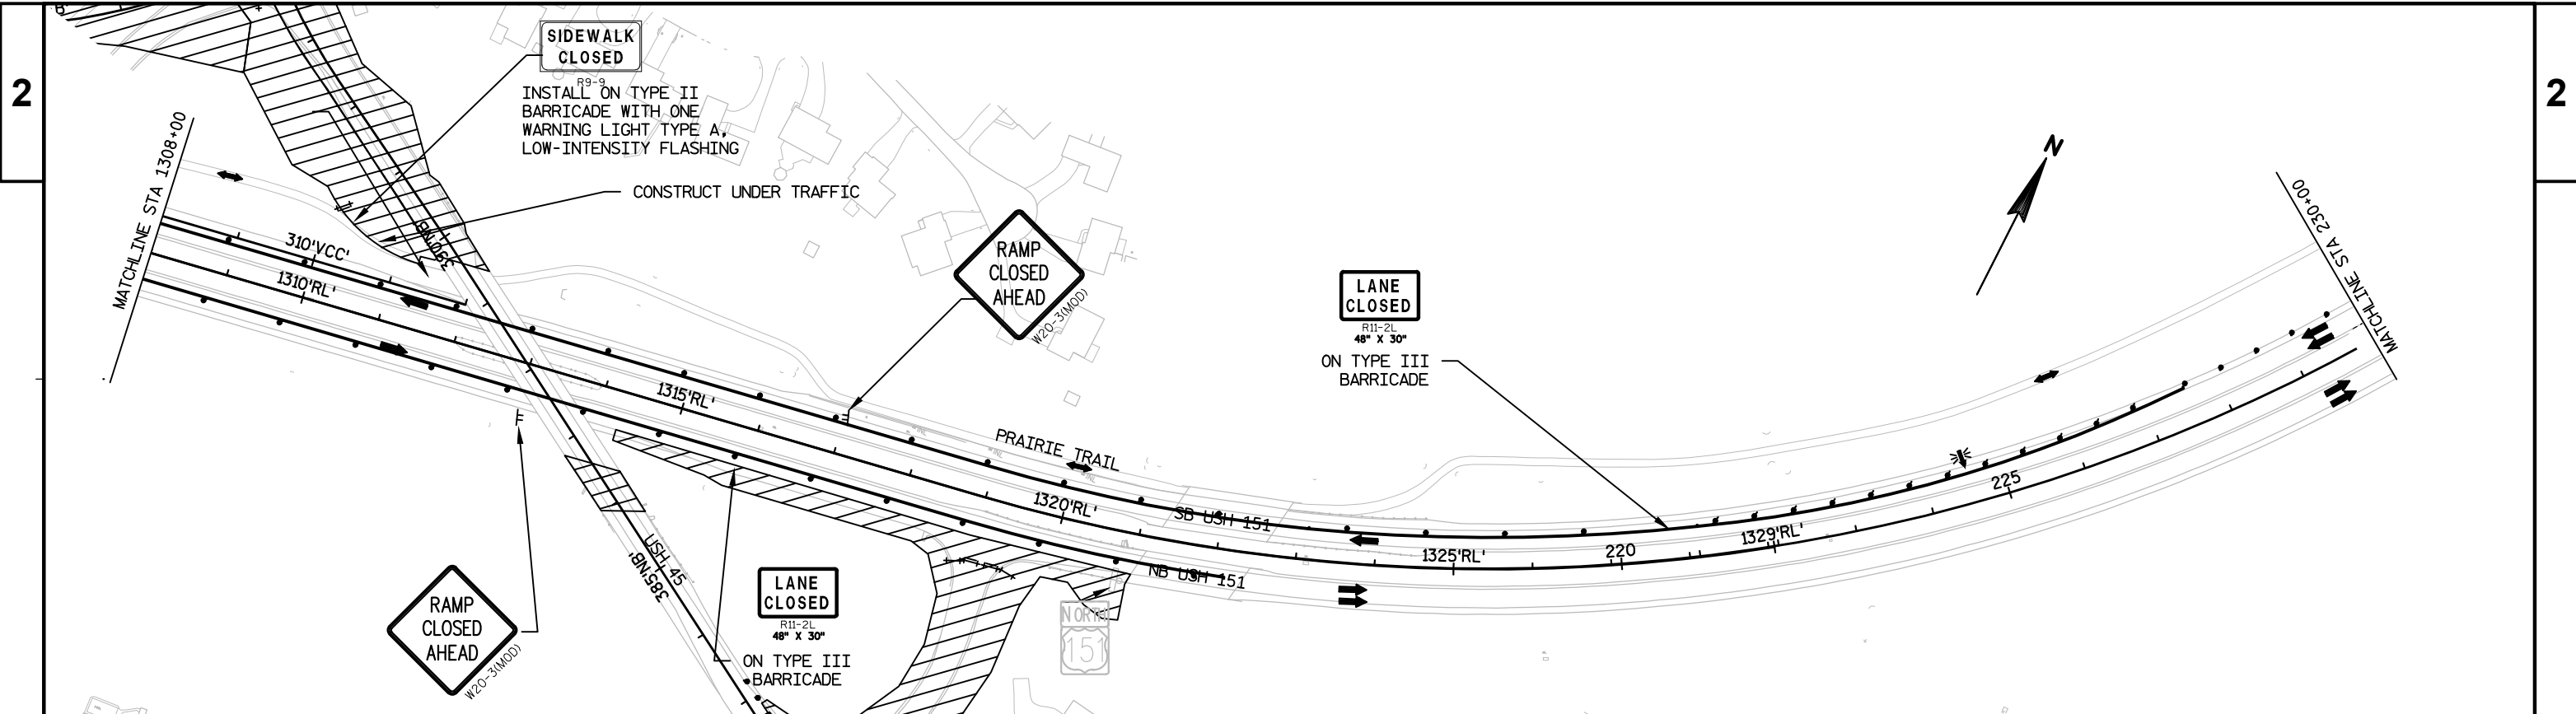 2
2
SIDEWALK
CLOSED
R9-9
INSTALL ON TYPE II
BARRICADE WITH ONE
WARNING LIGHT TYPE A,
LOW-INTENSITY FLASHING
CONSTRUCT UNDER TRAFFIC
MATCHLINE STA 1308+00
310'VCC'
1310'RL'
390'NB'
RAMP
CLOSED
AHEAD
W20-3(MOD)
N
MATCHLINE STA 230+00
LANE
CLOSED
R11-2L
48" X 30"
ON TYPE III
BARRICADE
1315'RL'
PRAIRIE TRAIL
1320'RL'
SB USH 151
1325'RL'
220
1329'RL'
225
NB USH 151
USH 45
385'NB'
RAMP
CLOSED
AHEAD
W20-3(MOD)
LANE
CLOSED
R11-2L
48" X 30"
ON TYPE III
BARRICADE
NORTH
151